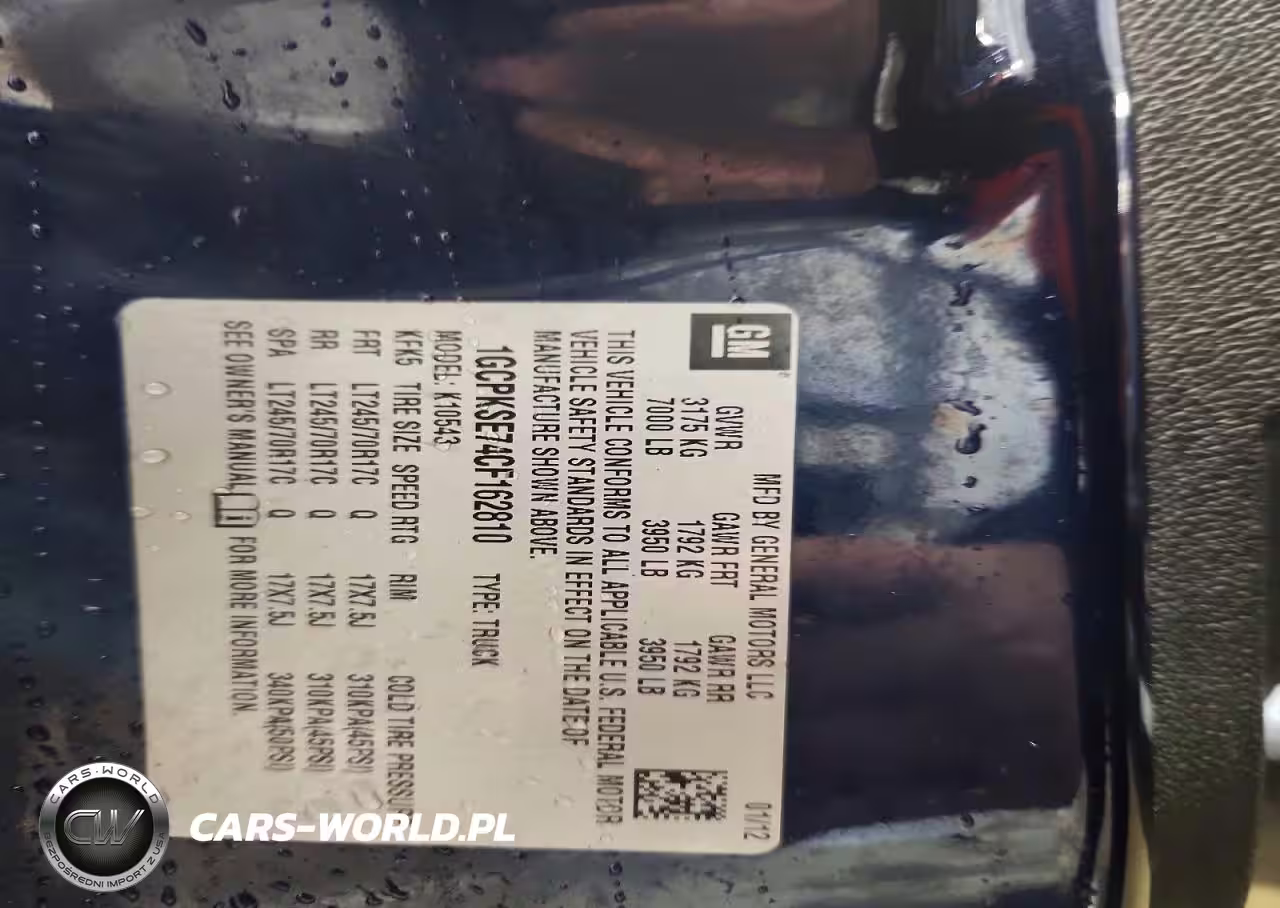 GM
MFD BY GENERAL MOTORS LLC 01/12
GVWR GAWR FRT GAWR RR
3175 KG 1792 KG 1792 KG
7000 LB 3950 LB 3950 LB
THIS VEHICLE CONFORMS TO ALL APPLICABLE U.S. FEDERAL MOTOR
VEHICLE SAFETY STANDARDS IN EFFECT ON THE DATE OF
MANUFACTURE SHOWN ABOVE.
1GCPKSE74CF162810 TYPE: TRUCK
MODEL: K10543
KFK5 TIRE SIZE SPEED RTG RIM COLD TIRE PRESSURE
FRT LT245/70R17C Q 17X7.5J 310KPA(45PSI)
RR LT245/70R17C Q 17X7.5J 310KPA(45PSI)
SPA LT245/70R17C Q 17X7.5J 340KPA(50PSI)
SEE OWNER'S MANUAL FOR MORE INFORMATION.
CARS-WORLD
CW
BEZPOŚREDNI IMPORT Z USA
CARS-WORLD.PL